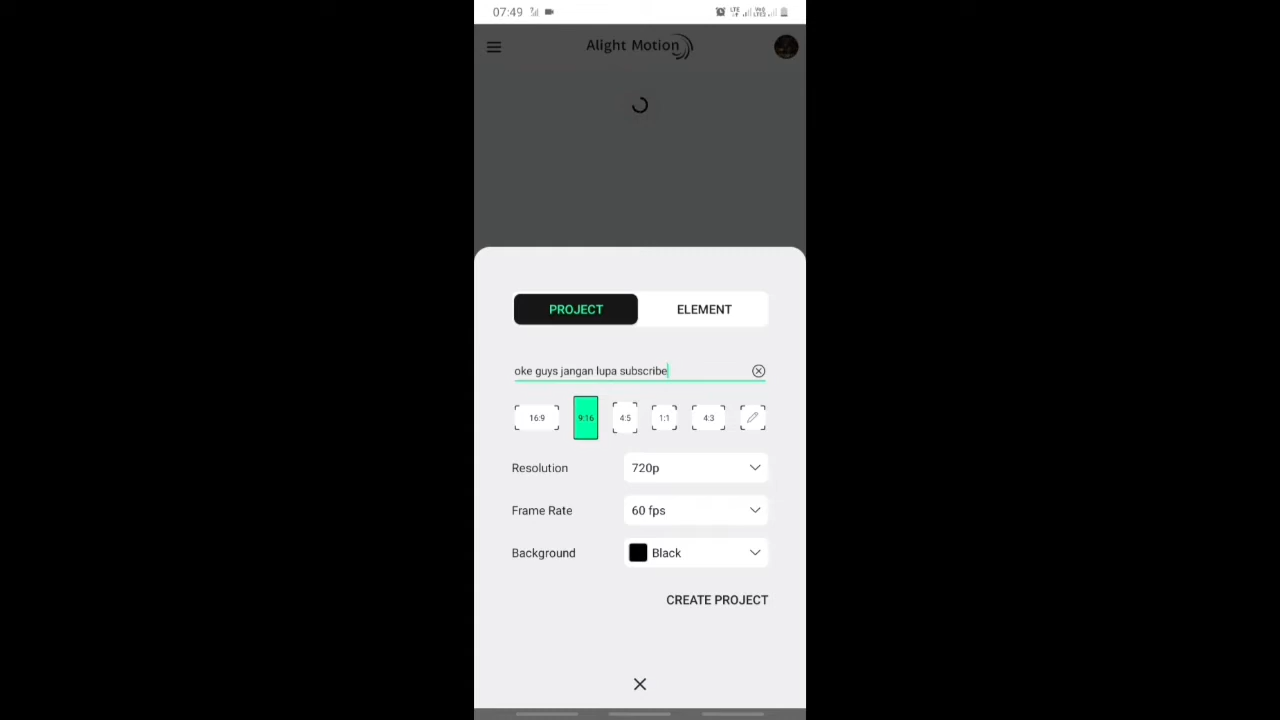 07:49
Alight Motion
PROJECT ELEMENT
oke guys jangan lupa subscribe
16:9 9:16 4:5 1:1 4:3
Resolution 720p
Frame Rate 60 fps
Background Black
CREATE PROJECT